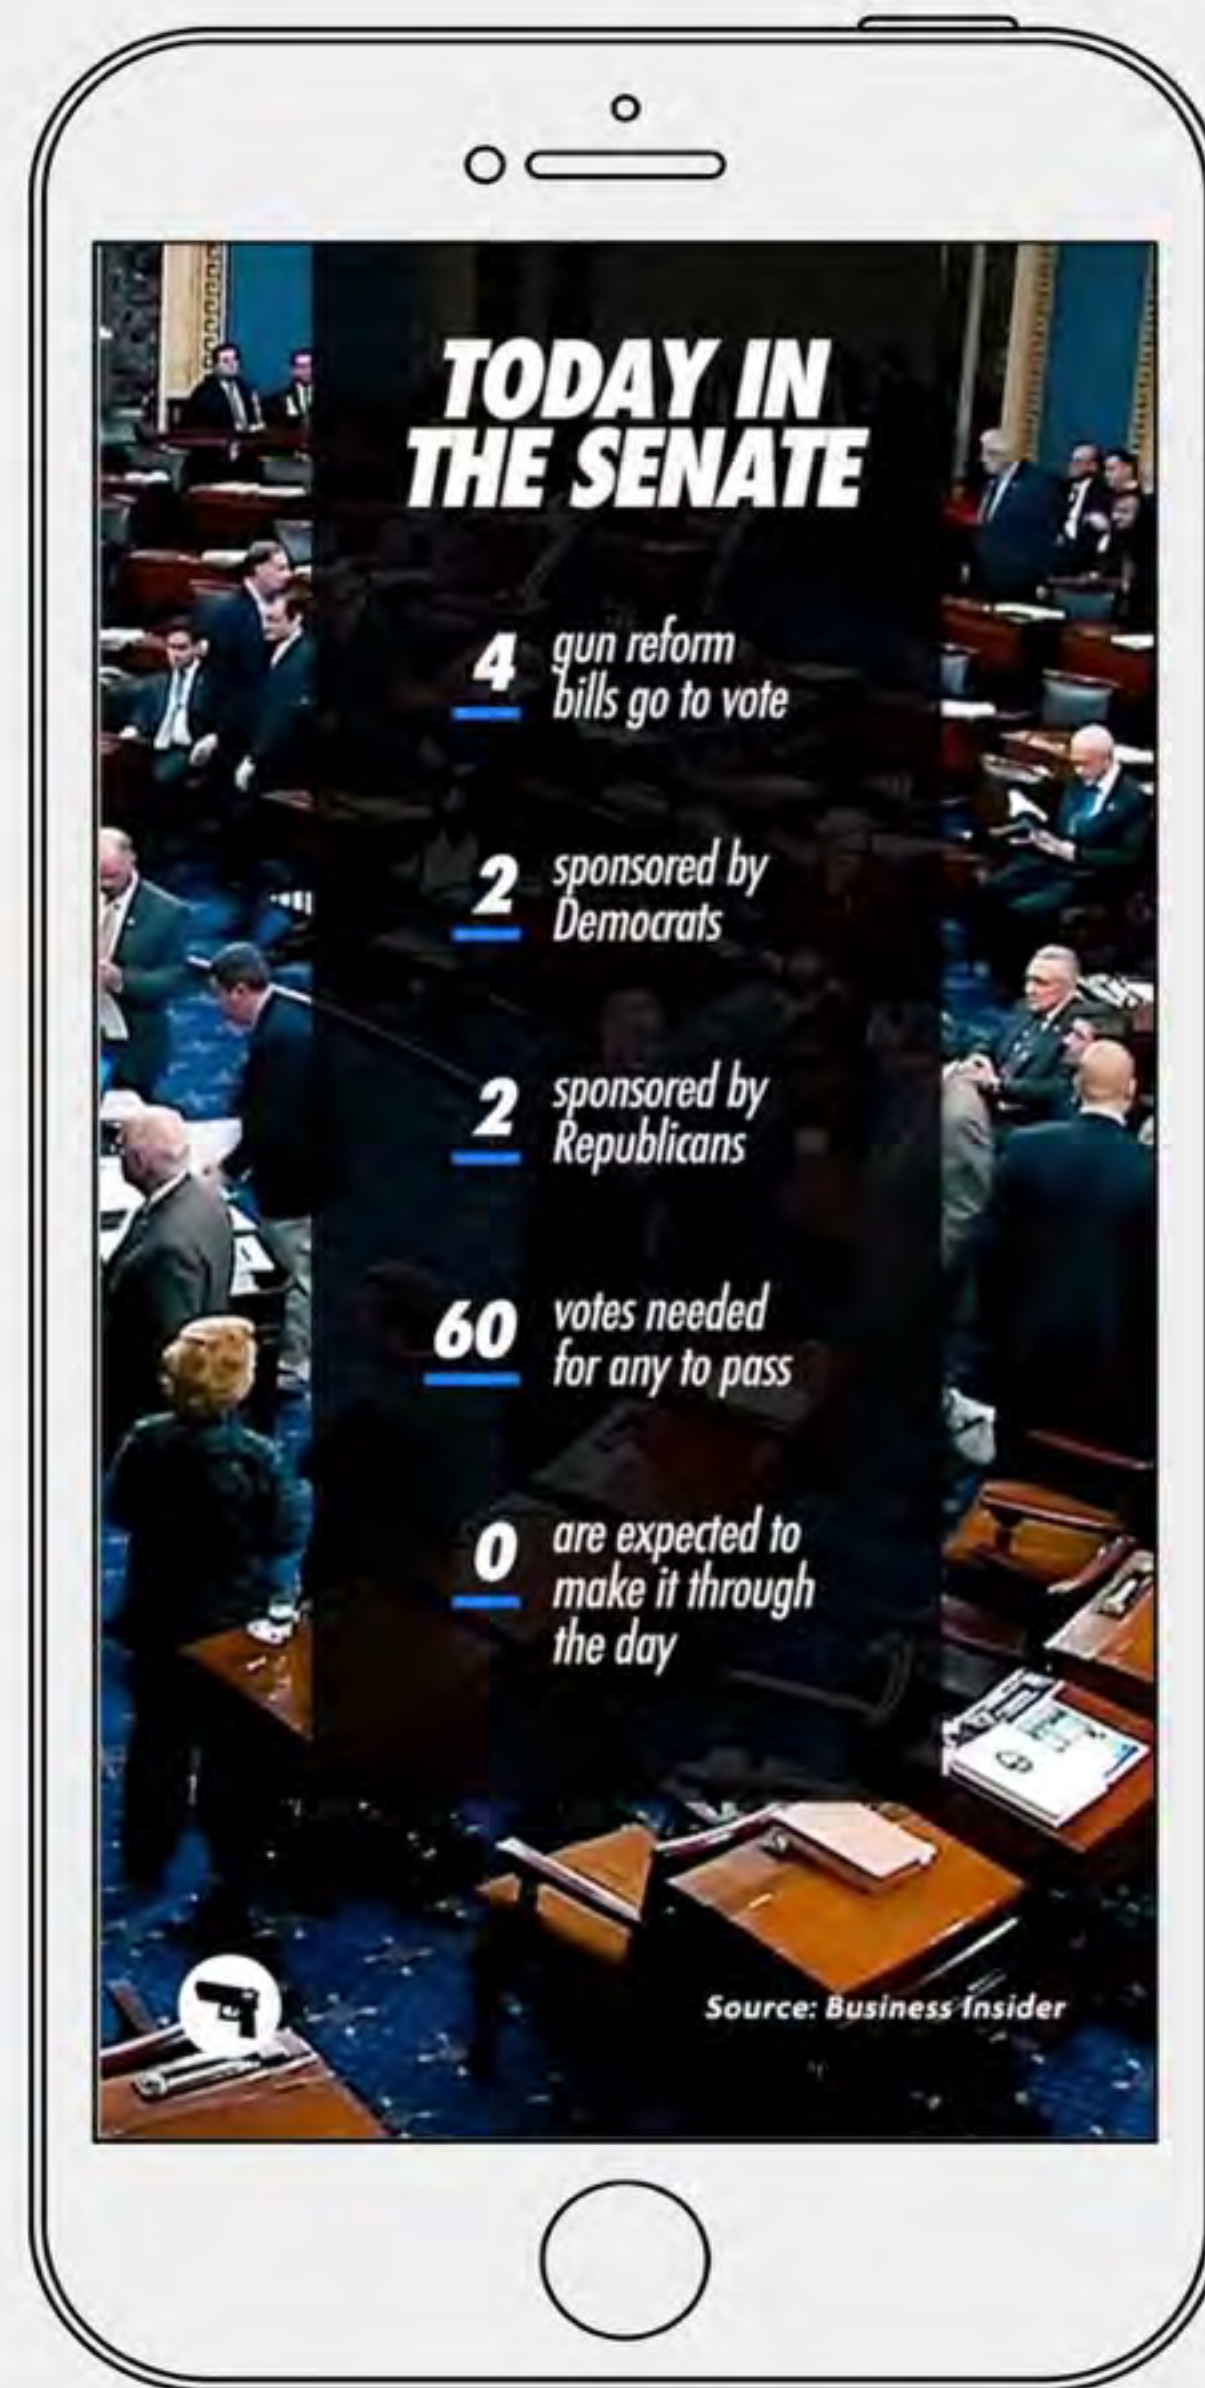 TODAY IN
THE SENATE
4 gun reform
bills go to vote
2 sponsored by
Democrats
2 sponsored by
Republicans
60 votes needed
for any to pass
0 are expected to
make it through
the day
Source: Business Insider